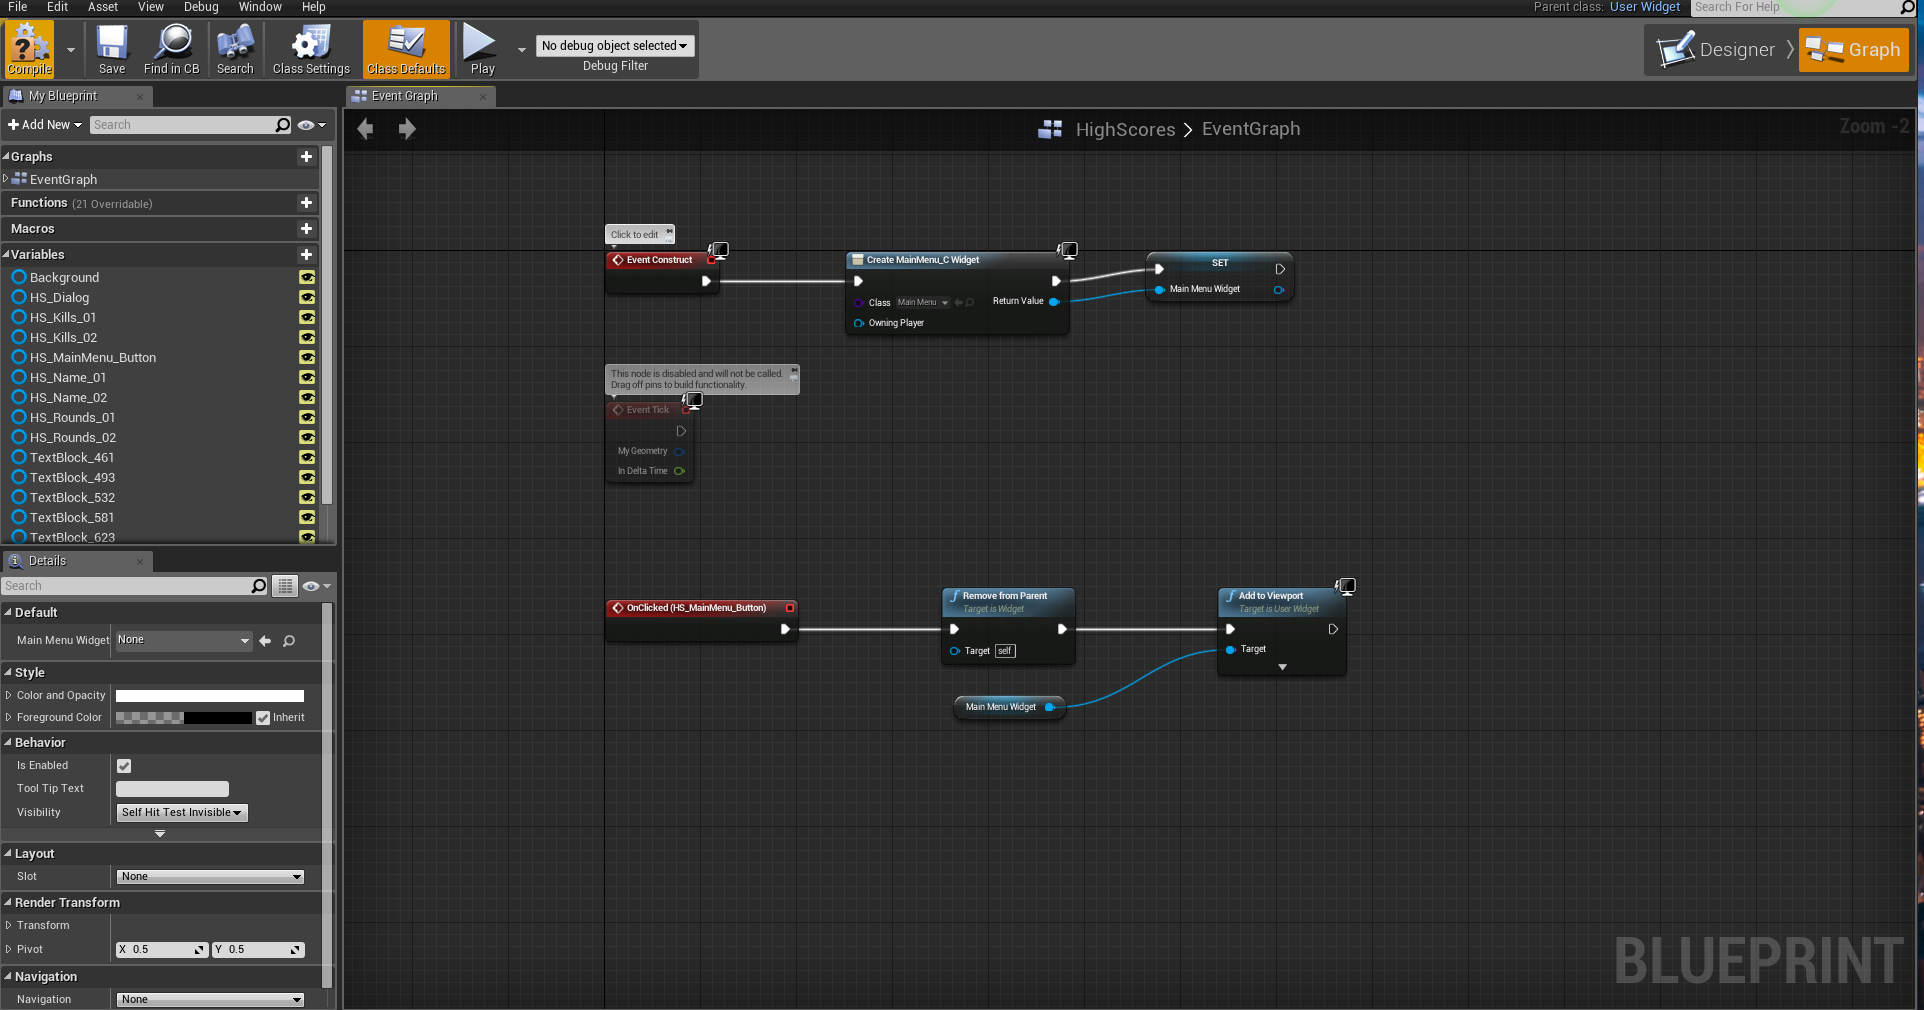 File Edit Asset View Debug Window Help
Parent class: User Widget Search For Help
Compile Save Find in CB Search Class Settings Class Defaults Play
No debug object selected
Debug Filter
Designer Graph
My Blueprint
Add New Search
Graphs
EventGraph
Functions (21 Overridable)
Macros
Variables
Background
HS_Dialog
HS_Kills_01
HS_Kills_02
HS_MainMenu_Button
HS_Name_01
HS_Name_02
HS_Rounds_01
HS_Rounds_02
TextBlock_461
TextBlock_493
TextBlock_532
TextBlock_581
TextBlock_623
Details
Search
Default
Main Menu Widget None
Style
Color and Opacity
Foreground Color Inherit
Behavior
Is Enabled
Tool Tip Text
Visibility Self Hit Test Invisible
Layout
Slot None
Render Transform
Transform
Pivot X 0.5 Y 0.5
Navigation
Navigation None
Event Graph
HighScores > EventGraph
Zoom -2
Click to edit
Event Construct
Create MainMenu_C Widget
Class Main Menu Return Value
Owning Player
SET
Main Menu Widget
This node is disabled and will not be called.
Drag off pins to build functionality.
Event Tick
My Geometry
In Delta Time
OnClicked (HS_MainMenu_Button)
Remove from Parent
Target is Widget
Target self
Main Menu Widget
Add to Viewport
Target is User Widget
Target
BLUEPRINT